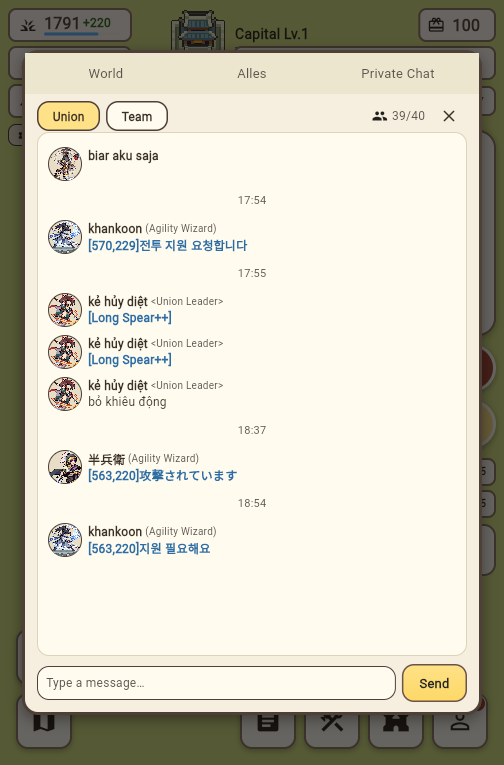 1791 +220
Capital Lv.1
100
World
Alles
Private Chat
Union
Team
39/40
biar aku saja
17:54
khankoon (Agility Wizard)
[570,229]전투 지원 요청합니다
17:55
kẻ hủy diệt <Union Leader>
[Long Spear++]
kẻ hủy diệt <Union Leader>
[Long Spear++]
kẻ hủy diệt <Union Leader>
bỏ khiêu động
18:37
半兵衛 (Agility Wizard)
[563,220]攻撃されています
18:54
khankoon (Agility Wizard)
[563,220]지원 필요해요
Type a message...
Send